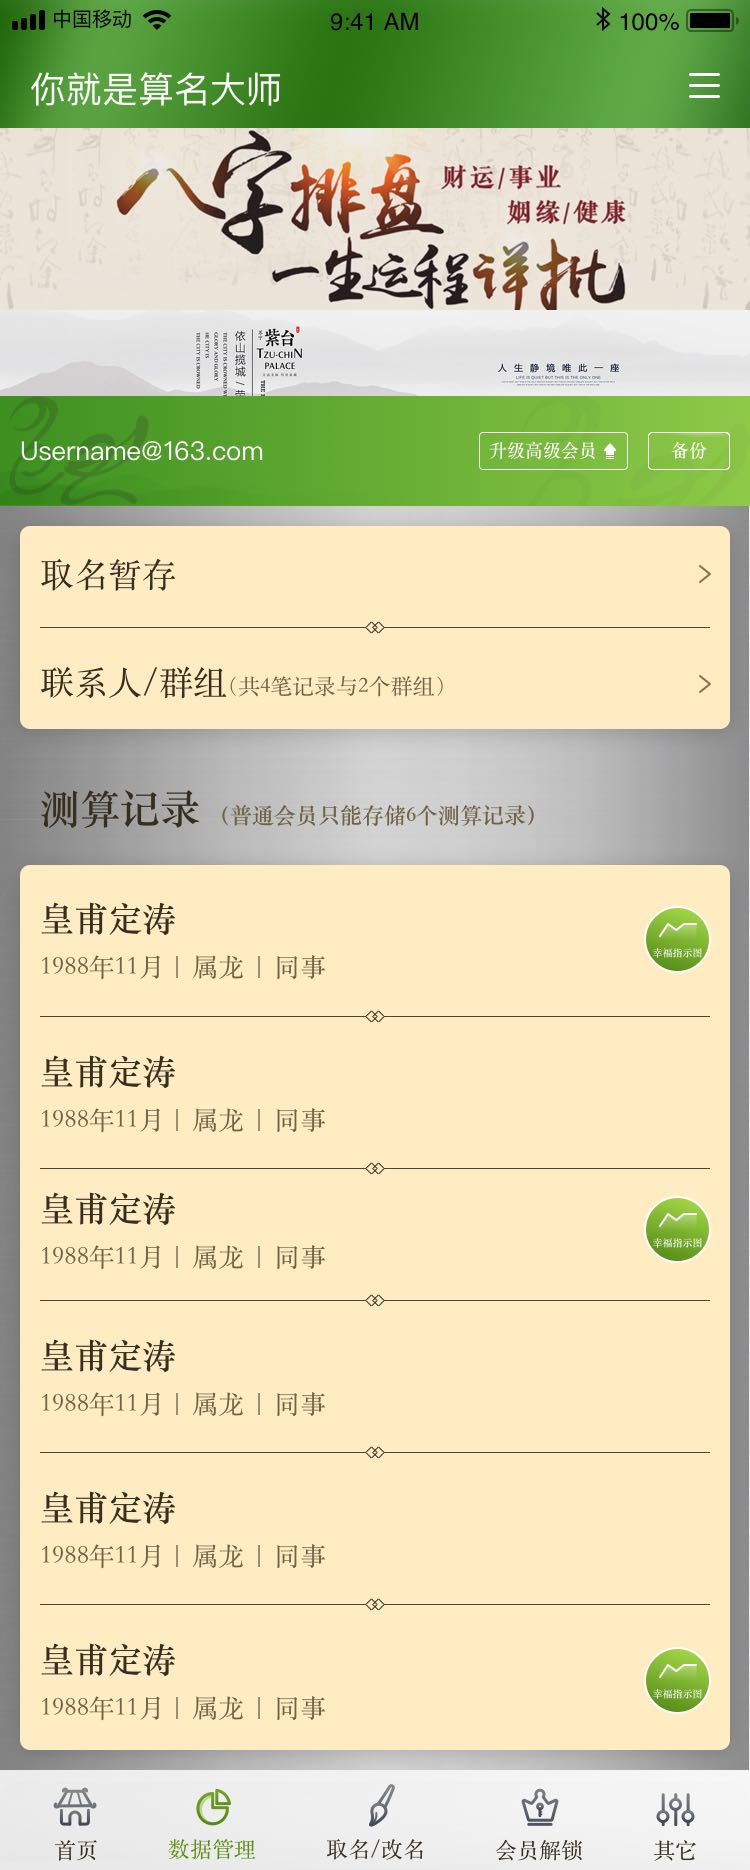 中国移动
9:41 AM
100%
你就是算名大师
八字排盘
财运/事业
姻缘/健康
一生运程详批
紫台
TZU-CHIN
PALACE
依山揽城
人生静境唯此一座
LIFE IS QUIET BUT THIS IS THE ONLY ONE
Username@163.com
升级高级会员
备份
取名暂存
联系人/群组(共4笔记录与2个群组)
测算记录 (普通会员只能存储6个测算记录)
皇甫定涛
1988年11月 | 属龙 | 同事
幸福指示图
皇甫定涛
1988年11月 | 属龙 | 同事
皇甫定涛
1988年11月 | 属龙 | 同事
幸福指示图
皇甫定涛
1988年11月 | 属龙 | 同事
皇甫定涛
1988年11月 | 属龙 | 同事
皇甫定涛
1988年11月 | 属龙 | 同事
幸福指示图
首页
数据管理
取名/改名
会员解锁
其它